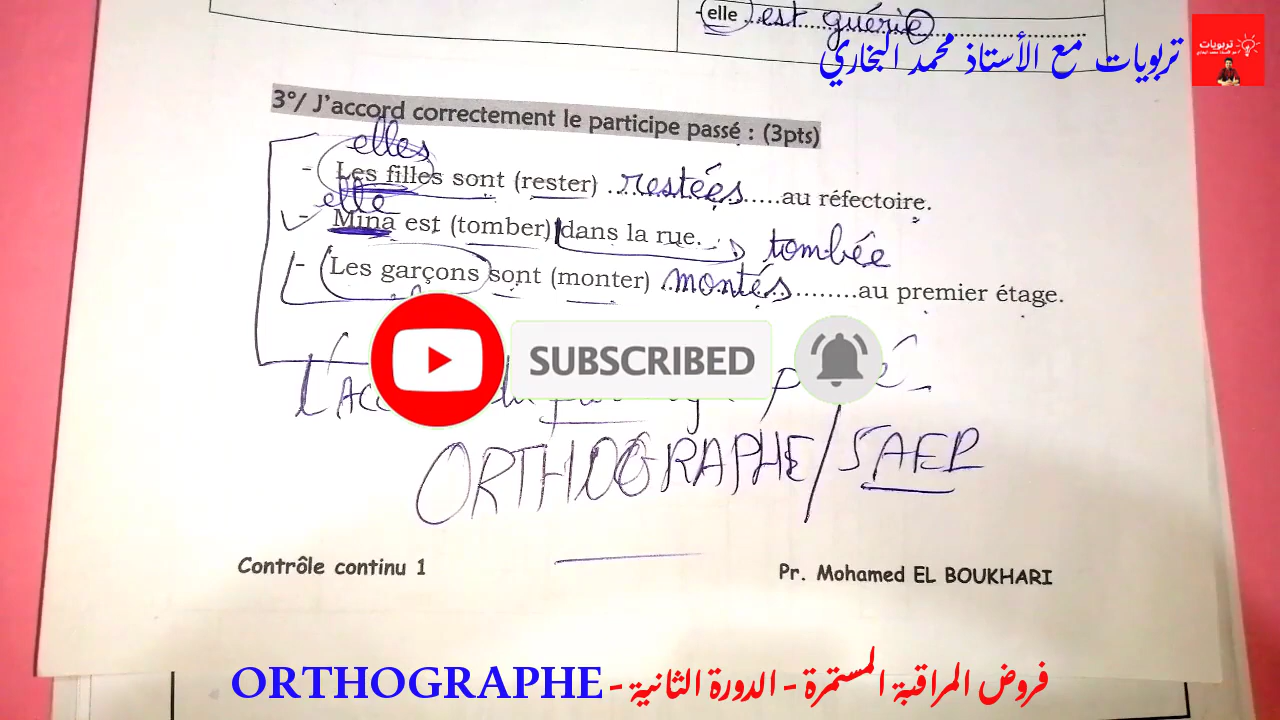 -elle ..est guérie
تربويات مع الأستاذ محمد البخاري
تربويات
3°/ J'accord correctement le participe passé : (3pts)
elles
- Les filles sont (rester) ...restées......au réfectoire.
elle
- Mina est (tomber) dans la rue. tombée
- Les garçons sont (monter) ..montés.........au premier étage.
SUBSCRIBED
ORTHOGRAPHE/SAEP
Contrôle continu 1
Pr. Mohamed EL BOUKHARI
فروض المراقبة المستمرة - الدورة الثانية - ORTHOGRAPHE